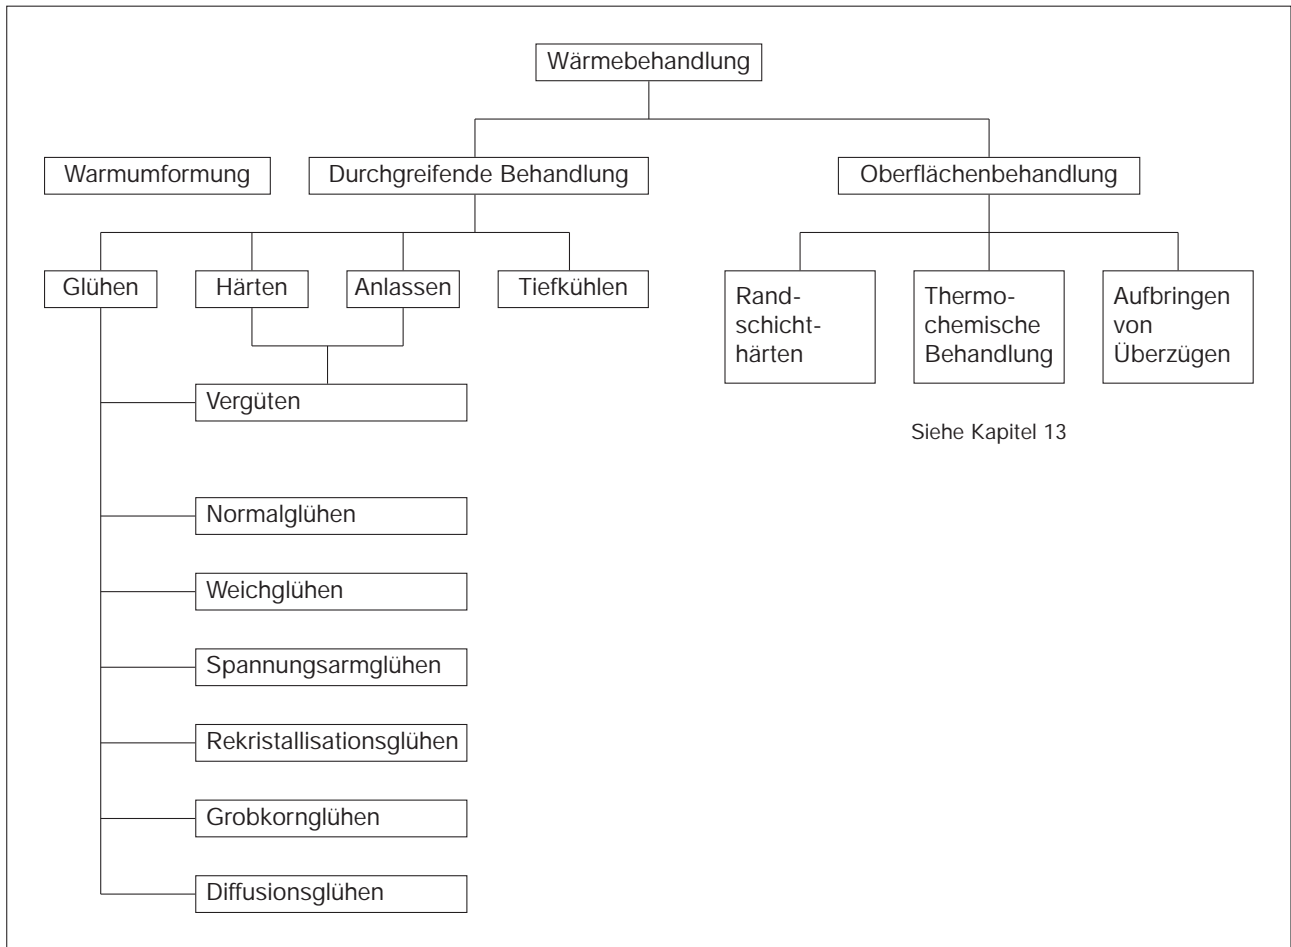 Wärmebehandlung
Warmumformung
Durchgreifende Behandlung
Oberflächenbehandlung
Glühen
Härten
Anlassen
Tiefkühlen
Rand-
schicht-
härten
Thermo-
chemische
Behandlung
Aufbringen
von
Überzügen
Vergüten
Siehe Kapitel 13
Normalglühen
Weichglühen
Spannungsarmglühen
Rekristallisationsglühen
Grobkornglühen
Diffusionsglühen